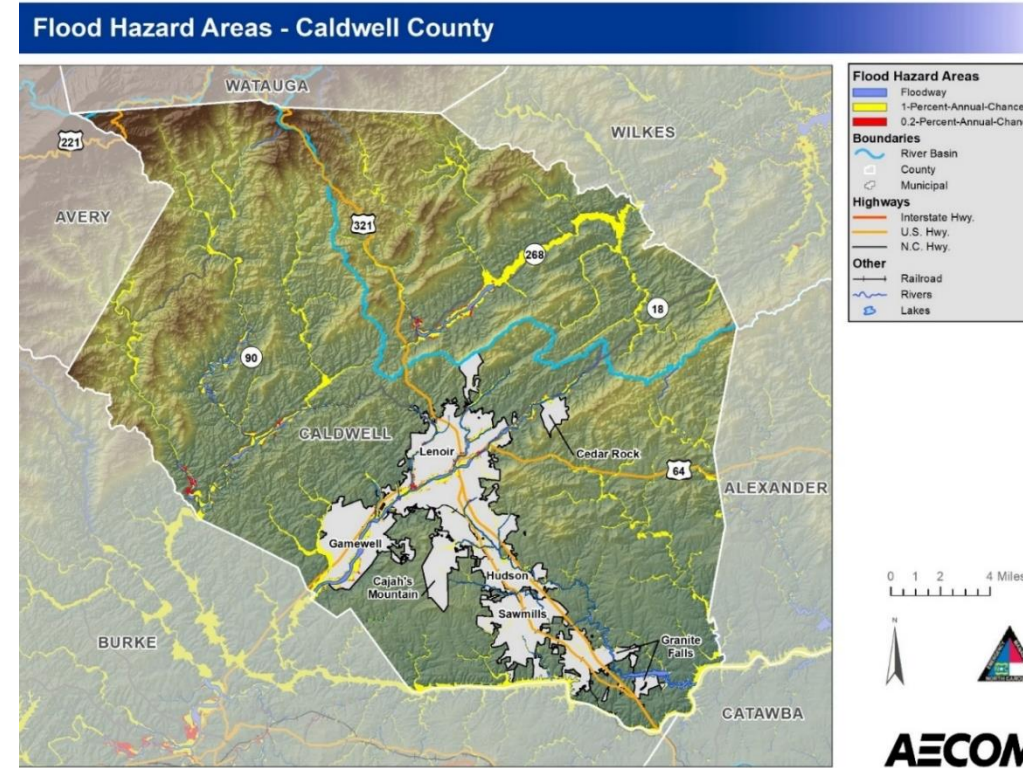 Flood Hazard Areas - Caldwell County
WATAUGA
WILKES
221
AVERY
321
268
18
90
CALDWELL
Lenoir
Cedar Rock
64
ALEXANDER
Gamewell
Cajah's
Mountain
Hudson
Sawmills
BURKE
Granite
Falls
CATAWBA
Flood Hazard Areas
Floodway
1-Percent-Annual-Chance
0.2-Percent-Annual-Chan
Boundaries
River Basin
County
Municipal
Highways
Interstate Hwy.
U.S. Hwy.
N.C. Hwy.
Other
Railroad
Rivers
Lakes
0 1 2 4 Miles
N
AECOM